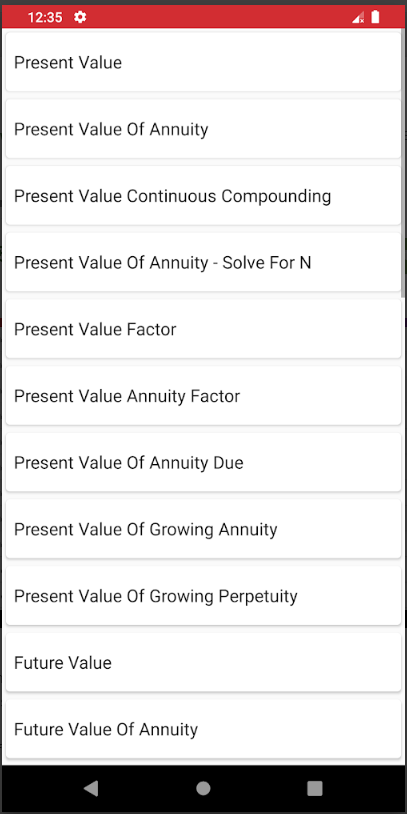 12:35
Present Value
Present Value Of Annuity
Present Value Continuous Compounding
Present Value Of Annuity - Solve For N
Present Value Factor
Present Value Annuity Factor
Present Value Of Annuity Due
Present Value Of Growing Annuity
Present Value Of Growing Perpetuity
Future Value
Future Value Of Annuity